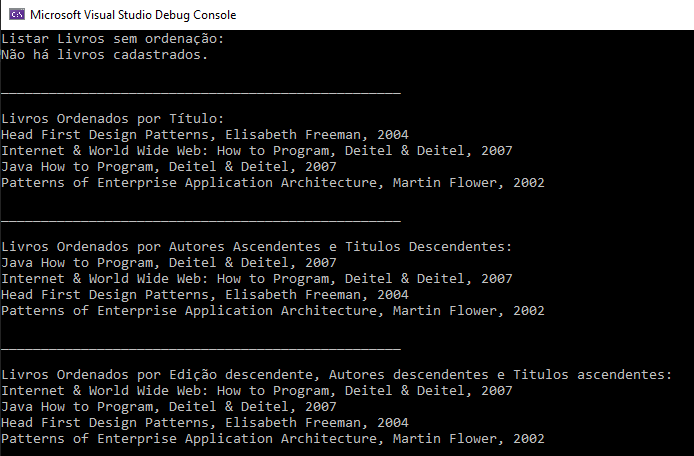 Microsoft Visual Studio Debug Console
Listar Livros sem ordenação:
Não há livros cadastrados.
__________________________________________________
Livros Ordenados por Título:
Head First Design Patterns, Elisabeth Freeman, 2004
Internet & World Wide Web: How to Program, Deitel & Deitel, 2007
Java How to Program, Deitel & Deitel, 2007
Patterns of Enterprise Application Architecture, Martin Flower, 2002
__________________________________________________
Livros Ordenados por Autores Ascendentes e Titulos Descendentes:
Java How to Program, Deitel & Deitel, 2007
Internet & World Wide Web: How to Program, Deitel & Deitel, 2007
Head First Design Patterns, Elisabeth Freeman, 2004
Patterns of Enterprise Application Architecture, Martin Flower, 2002
__________________________________________________
Livros Ordenados por Edição descendente, Autores descendentes e Titulos ascendentes:
Internet & World Wide Web: How to Program, Deitel & Deitel, 2007
Java How to Program, Deitel & Deitel, 2007
Head First Design Patterns, Elisabeth Freeman, 2004
Patterns of Enterprise Application Architecture, Martin Flower, 2002